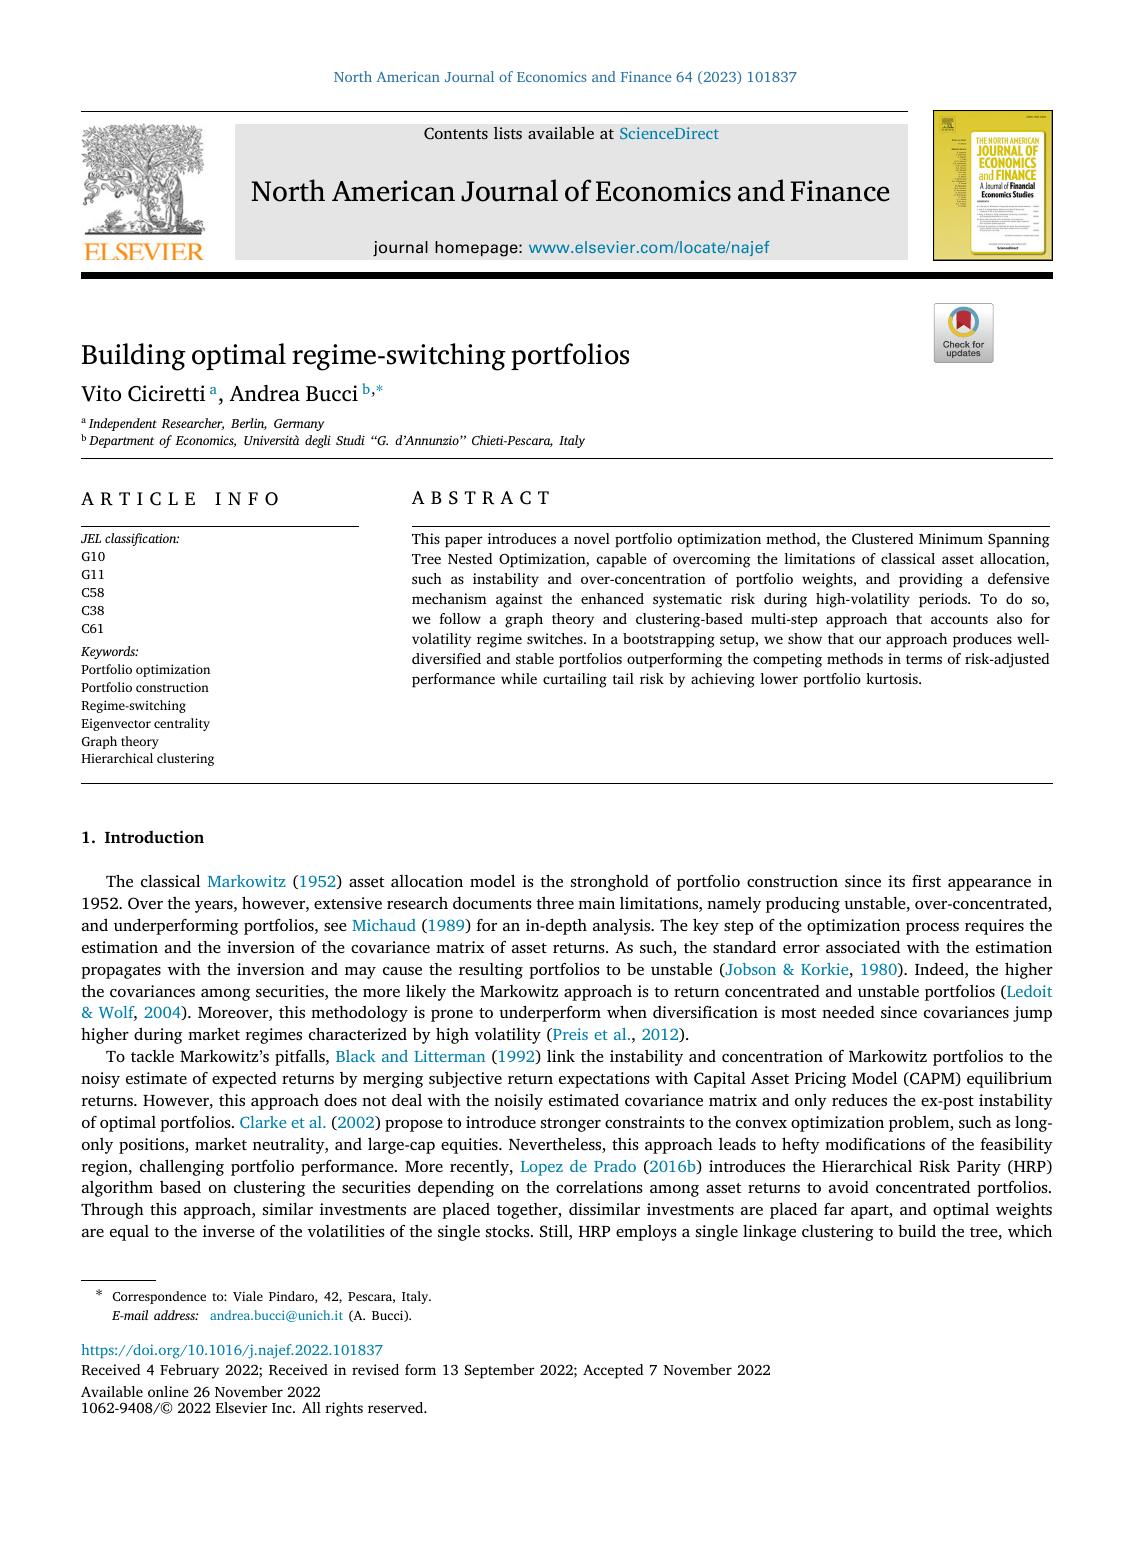 North American Journal of Economics and Finance 64 (2023) 101837
Contents lists available at ScienceDirect
North American Journal of Economics and Finance
journal homepage: www.elsevier.com/locate/najef
ELSEVIER
THE NORTH AMERICAN
JOURNAL OF
ECONOMICS
and FINANCE
A Journal of Financial
Economics Studies
ScienceDirect
Check for
updates
Building optimal regime-switching portfolios
Vito Ciciretti a, Andrea Bucci b,*
a Independent Researcher, Berlin, Germany
b Department of Economics, Università degli Studi ‘‘G. d’Annunzio’’ Chieti-Pescara, Italy
ARTICLE INFO
JEL classification:
G10
G11
C58
C38
C61
Keywords:
Portfolio optimization
Portfolio construction
Regime-switching
Eigenvector centrality
Graph theory
Hierarchical clustering
ABSTRACT
This paper introduces a novel portfolio optimization method, the Clustered Minimum Spanning
Tree Nested Optimization, capable of overcoming the limitations of classical asset allocation,
such as instability and over-concentration of portfolio weights, and providing a defensive
mechanism against the enhanced systematic risk during high-volatility periods. To do so,
we follow a graph theory and clustering-based multi-step approach that accounts also for
volatility regime switches. In a bootstrapping setup, we show that our approach produces well-
diversified and stable portfolios outperforming the competing methods in terms of risk-adjusted
performance while curtailing tail risk by achieving lower portfolio kurtosis.
1. Introduction
The classical Markowitz (1952) asset allocation model is the stronghold of portfolio construction since its first appearance in
1952. Over the years, however, extensive research documents three main limitations, namely producing unstable, over-concentrated,
and underperforming portfolios, see Michaud (1989) for an in-depth analysis. The key step of the optimization process requires the
estimation and the inversion of the covariance matrix of asset returns. As such, the standard error associated with the estimation
propagates with the inversion and may cause the resulting portfolios to be unstable (Jobson & Korkie, 1980). Indeed, the higher
the covariances among securities, the more likely the Markowitz approach is to return concentrated and unstable portfolios (Ledoit
& Wolf, 2004). Moreover, this methodology is prone to underperform when diversification is most needed since covariances jump
higher during market regimes characterized by high volatility (Preis et al., 2012).
To tackle Markowitz’s pitfalls, Black and Litterman (1992) link the instability and concentration of Markowitz portfolios to the
noisy estimate of expected returns by merging subjective return expectations with Capital Asset Pricing Model (CAPM) equilibrium
returns. However, this approach does not deal with the noisily estimated covariance matrix and only reduces the ex-post instability
of optimal portfolios. Clarke et al. (2002) propose to introduce stronger constraints to the convex optimization problem, such as long-
only positions, market neutrality, and large-cap equities. Nevertheless, this approach leads to hefty modifications of the feasibility
region, challenging portfolio performance. More recently, Lopez de Prado (2016b) introduces the Hierarchical Risk Parity (HRP)
algorithm based on clustering the securities depending on the correlations among asset returns to avoid concentrated portfolios.
Through this approach, similar investments are placed together, dissimilar investments are placed far apart, and optimal weights
are equal to the inverse of the volatilities of the single stocks. Still, HRP employs a single linkage clustering to build the tree, which
* Correspondence to: Viale Pindaro, 42, Pescara, Italy.
E-mail address: andrea.bucci@unich.it (A. Bucci).
https://doi.org/10.1016/j.najef.2022.101837
Received 4 February 2022; Received in revised form 13 September 2022; Accepted 7 November 2022
Available online 26 November 2022
1062-9408/© 2022 Elsevier Inc. All rights reserved.